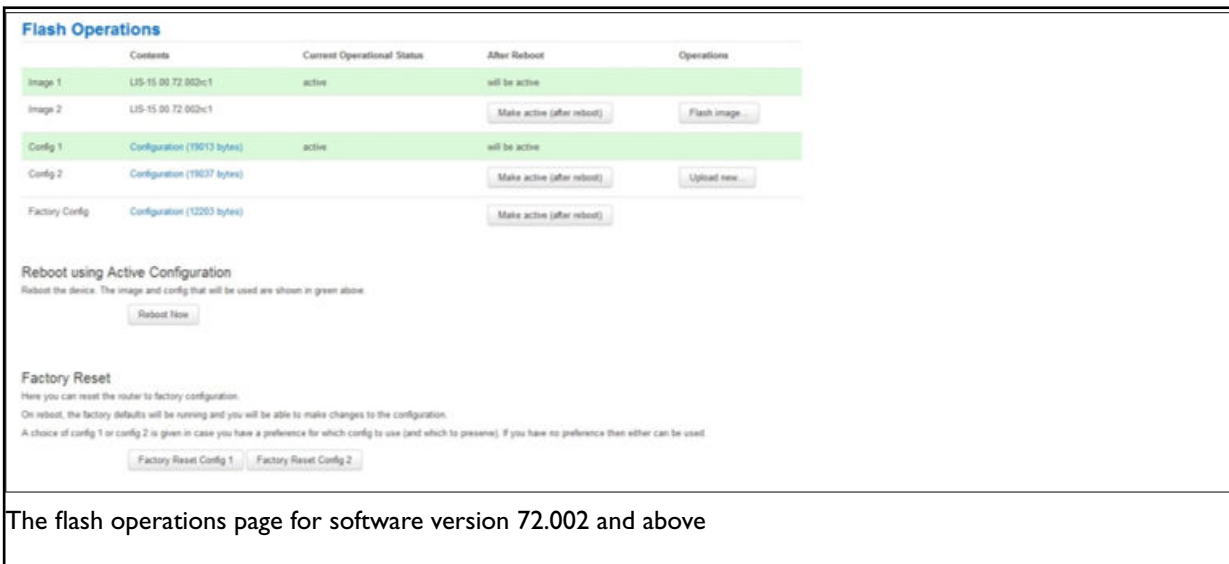 Flash Operations
Contents Current Operational Status After Reboot Operations
Image 1 LIS-15.00.72.002rc1 active will be active
Image 2 LIS-15.00.72.002rc1 Make active (after reboot) Flash image...
Config 1 Configuration (19013 bytes) active will be active
Config 2 Configuration (19037 bytes) Make active (after reboot) Upload new...
Factory Config Configuration (12203 bytes) Make active (after reboot)
Reboot using Active Configuration
Reboot the device. The image and config that will be used are shown in green above.
Reboot Now
Factory Reset
Here you can reset the router to factory configuration.
On reboot, the factory defaults will be running and you will be able to make changes to the configuration.
A choice of config 1 or config 2 is given in case you have a preference for which config to use (and which to preserve). If you have no preference then either can be used.
Factory Reset Config 1 Factory Reset Config 2
The flash operations page for software version 72.002 and above